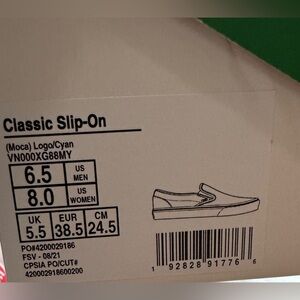 Classic Slip-On
(Moca) Logo/Cyan
VN000XG88MY
6.5 US MEN
8.0 US WOMEN
UK EUR CM
5.5 38.5 24.5
PO#4200029186
FSV - 08/21
CPSIA PO/CUT#
420002918600200
1 92828 91776 6